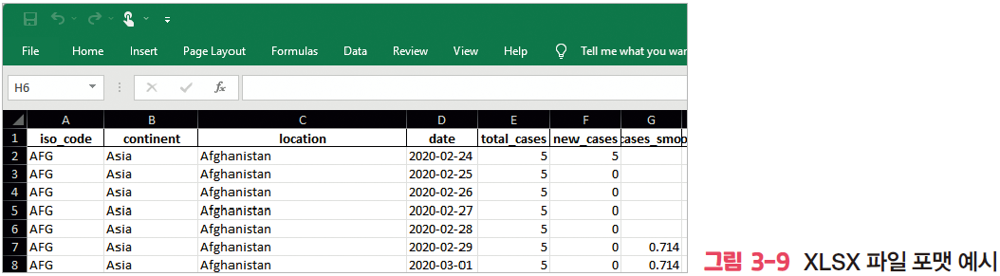 File Home Insert Page Layout Formulas Data Review View Help Tell me what you wan
H6 fx
A B C D E F G
1 iso_code continent location date total_cases new_cases cases_smoo
2 AFG Asia Afghanistan 2020-02-24 5 5
3 AFG Asia Afghanistan 2020-02-25 5 0
4 AFG Asia Afghanistan 2020-02-26 5 0
5 AFG Asia Afghanistan 2020-02-27 5 0
6 AFG Asia Afghanistan 2020-02-28 5 0
7 AFG Asia Afghanistan 2020-02-29 5 0 0.714
8 AFG Asia Afghanistan 2020-03-01 5 0 0.714
그림 3-9 XLSX 파일 포맷 예시